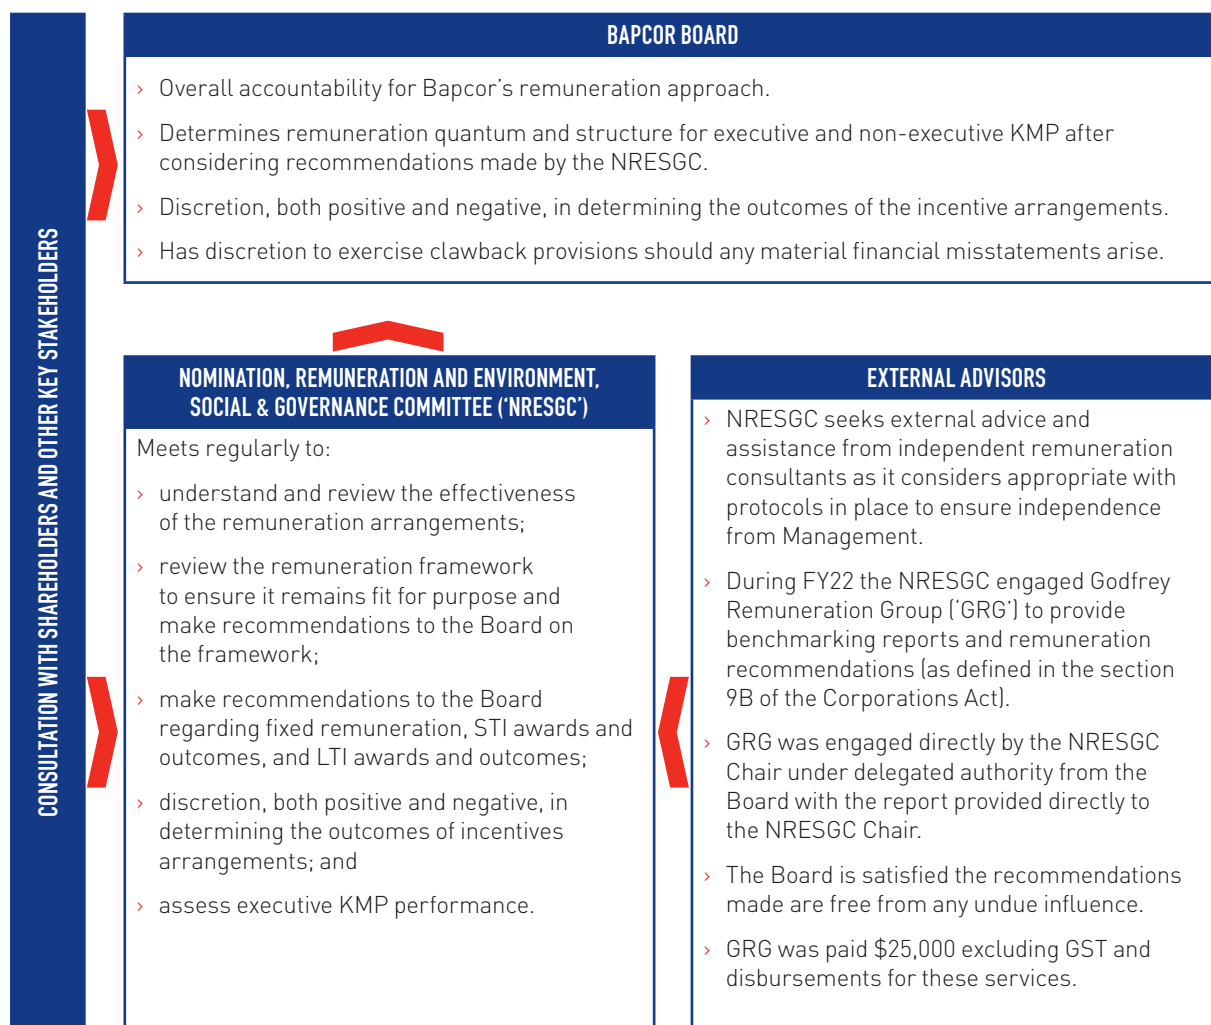 CONSULTATION WITH SHAREHOLDERS AND OTHER KEY STAKEHOLDERS
BAPCOR BOARD
› Overall accountability for Bapcor’s remuneration approach.
› Determines remuneration quantum and structure for executive and non-executive KMP after
considering recommendations made by the NRESGC.
› Discretion, both positive and negative, in determining the outcomes of the incentive arrangements.
› Has discretion to exercise clawback provisions should any material financial misstatements arise.
NOMINATION, REMUNERATION AND ENVIRONMENT,
SOCIAL & GOVERNANCE COMMITTEE (‘NRESGC’)
Meets regularly to:
› understand and review the effectiveness
of the remuneration arrangements;
› review the remuneration framework
to ensure it remains fit for purpose and
make recommendations to the Board on
the framework;
› make recommendations to the Board
regarding fixed remuneration, STI awards and
outcomes, and LTI awards and outcomes;
› discretion, both positive and negative, in
determining the outcomes of incentives
arrangements; and
› assess executive KMP performance.
EXTERNAL ADVISORS
› NRESGC seeks external advice and
assistance from independent remuneration
consultants as it considers appropriate with
protocols in place to ensure independence
from Management.
› During FY22 the NRESGC engaged Godfrey
Remuneration Group (‘GRG’) to provide
benchmarking reports and remuneration
recommendations (as defined in the section
9B of the Corporations Act).
› GRG was engaged directly by the NRESGC
Chair under delegated authority from the
Board with the report provided directly to
the NRESGC Chair.
› The Board is satisfied the recommendations
made are free from any undue influence.
› GRG was paid $25,000 excluding GST and
disbursements for these services.